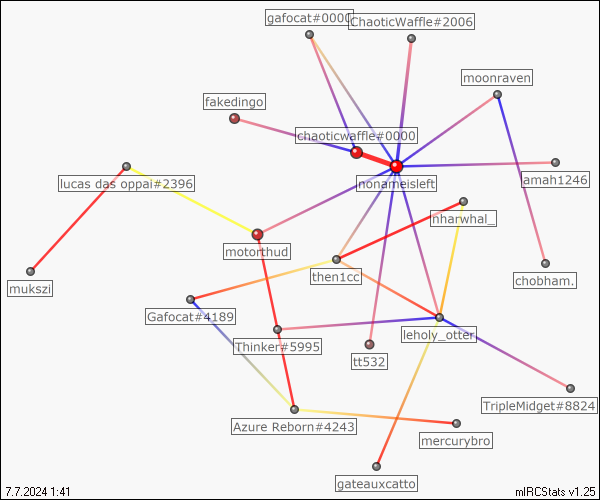 gafocat#0000
ChaoticWaffle#2006
moonraven
fakedingo
chaoticwaffle#0000
lucas das oppai#2396
nonameisleft
amah1246
nharwhal_
motorthud
then1cc
chobham.
mukszi
Gafocat#4189
Thinker#5995
leholy_otter
tt532
TripleMidget#8824
Azure Reborn#4243
mercurybro
gateauxcatto
7.7.2024 1:41
mIRCStats v1.25